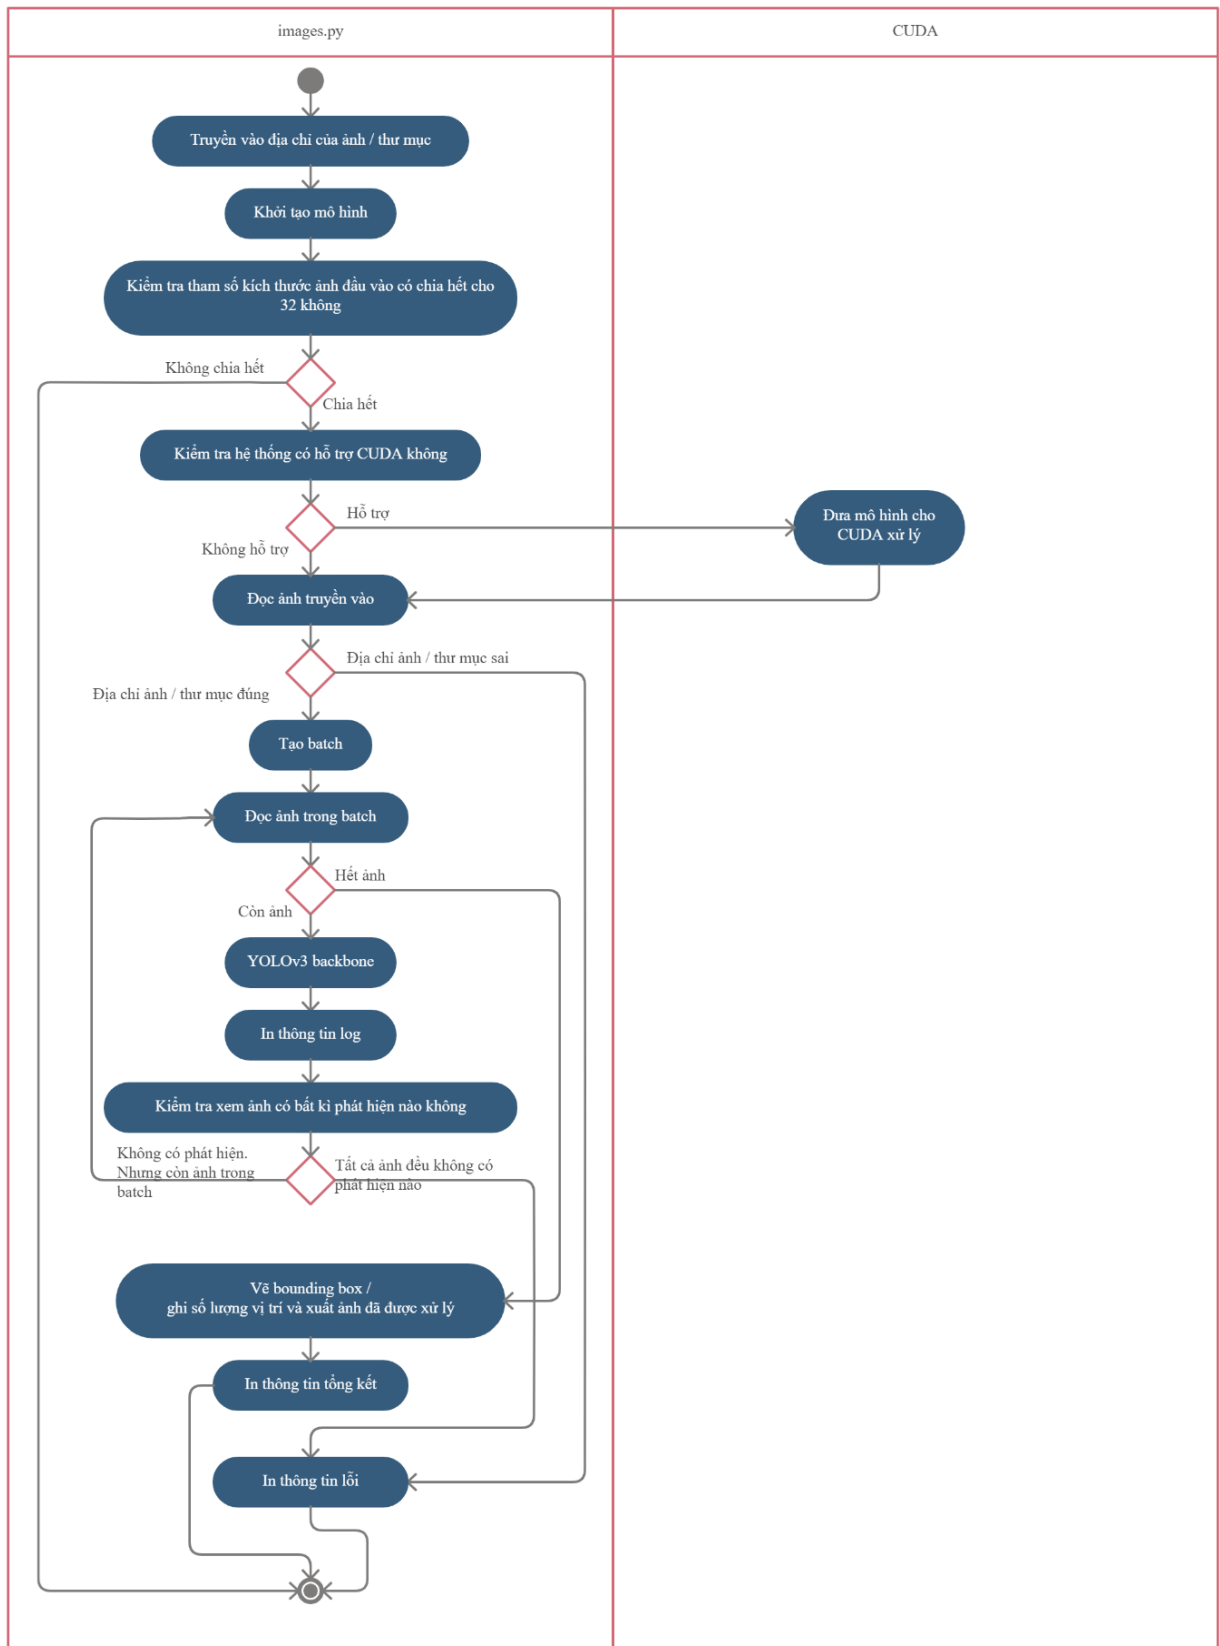 images.py
CUDA
Truyền vào địa chỉ của ảnh / thư mục
Khởi tạo mô hình
Kiểm tra tham số kích thước ảnh đầu vào có chia hết cho
32 không
Không chia hết
Chia hết
Kiểm tra hệ thống có hỗ trợ CUDA không
Hỗ trợ
Đưa mô hình cho
CUDA xử lý
Không hỗ trợ
Đọc ảnh truyền vào
Địa chỉ ảnh / thư mục sai
Địa chỉ ảnh / thư mục đúng
Tạo batch
Đọc ảnh trong batch
Hết ảnh
Còn ảnh
YOLOv3 backbone
In thông tin log
Kiểm tra xem ảnh có bất kì phát hiện nào không
Không có phát hiện.
Nhưng còn ảnh trong
batch
Tất cả ảnh đều không có
phát hiện nào
Vẽ bounding box /
ghi số lượng vị trí và xuất ảnh đã được xử lý
In thông tin tổng kết
In thông tin lỗi